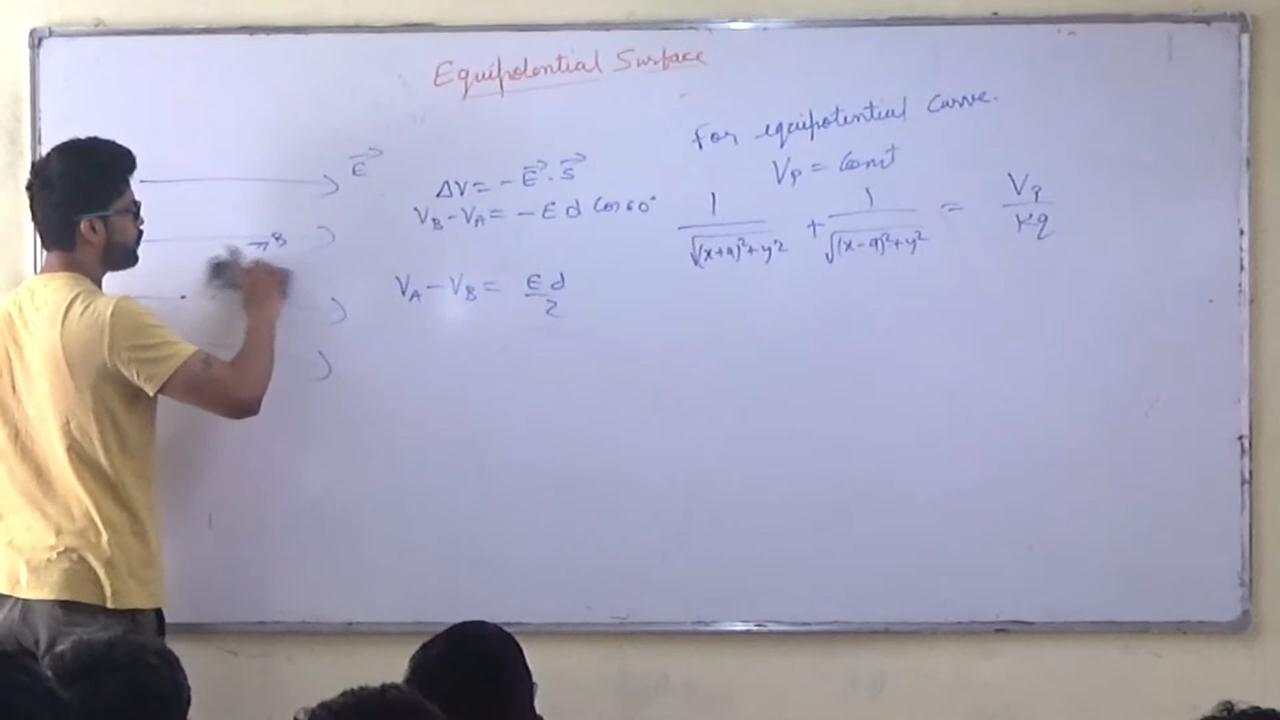 Equipotential Surface
E⃗
B
ΔV = - E⃗ . S⃗
V_B - V_A = - E d Cos 60°
V_A - V_B = E d / 2
For equipotential Curve.
V_P = Const
1 / √((x+a)²+y²) + 1 / √((x-a)²+y²) = V_P / Kq